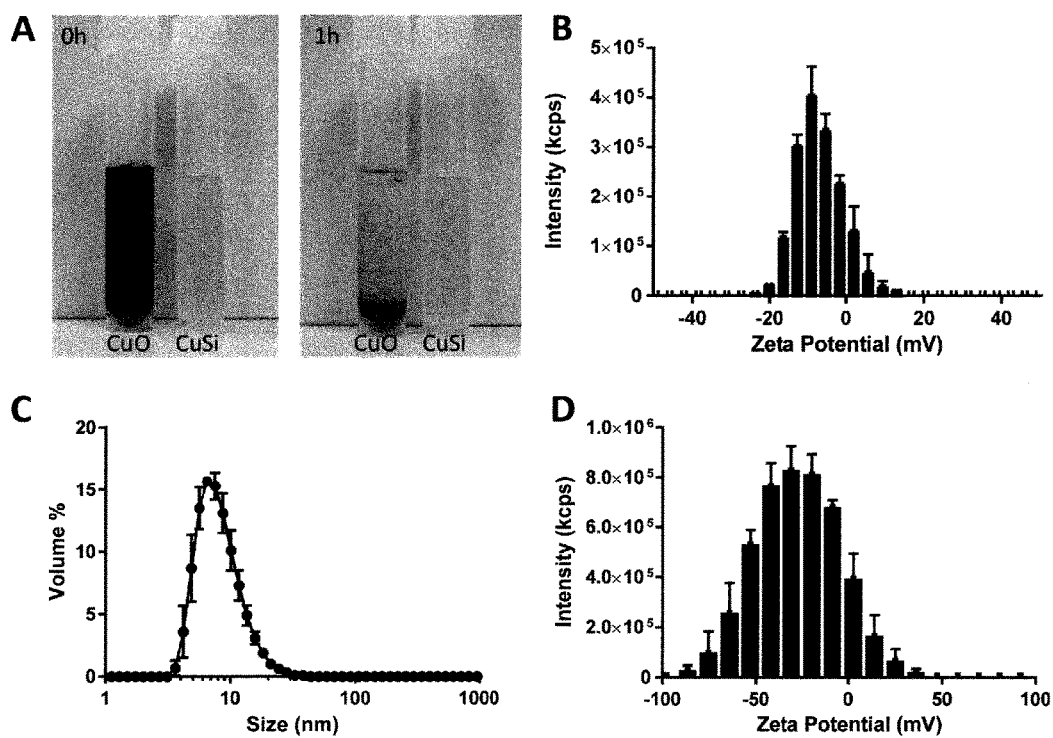 A
0h
CuO CuSi
1h
CuO CuSi
B
Intensity (kcps)
5×10⁵
4×10⁵
3×10⁵
2×10⁵
1×10⁵
0
-40 -20 0 20 40
Zeta Potential (mV)
C
Volume %
20
15
10
5
0
1 10 100 1000
Size (nm)
D
Intensity (kcps)
1.0×10⁶
8.0×10⁵
6.0×10⁵
4.0×10⁵
2.0×10⁵
0
-100 -50 0 50 100
Zeta Potential (mV)